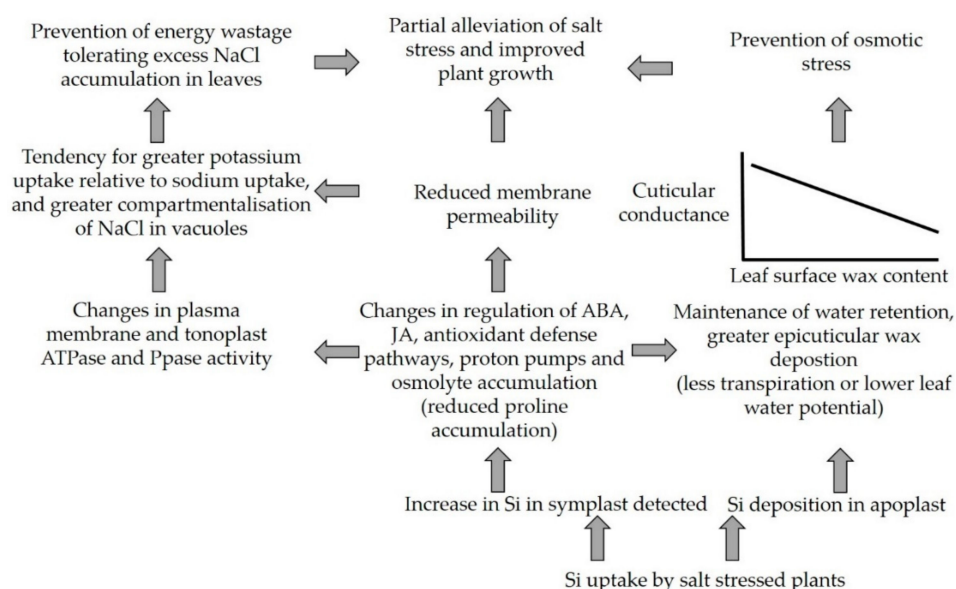 Prevention of energy wastage
tolerating excess NaCl
accumulation in leaves
Partial alleviation of salt
stress and improved
plant growth
Prevention of osmotic
stress
Tendency for greater potassium
uptake relative to sodium uptake,
and greater compartmentalisation
of NaCl in vacuoles
Reduced membrane
permeability
Cuticular
conductance
Leaf surface wax content
Changes in plasma
membrane and tonoplast
ATPase and Ppase activity
Changes in regulation of ABA,
JA, antioxidant defense
pathways, proton pumps and
osmolyte accumulation
(reduced proline
accumulation)
Maintenance of water retention,
greater epicuticular wax
depostion
(less transpiration or lower leaf
water potential)
Increase in Si in symplast detected
Si deposition in apoplast
Si uptake by salt stressed plants